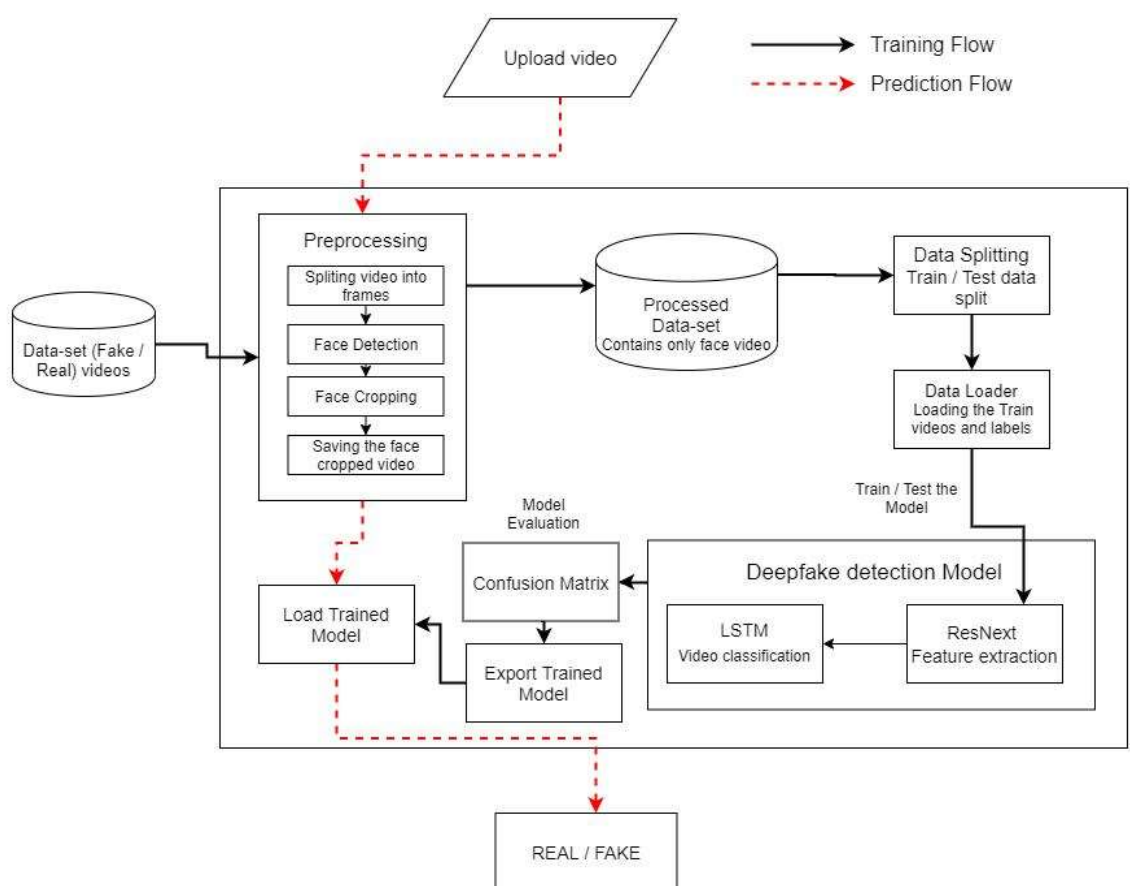 Upload video
Training Flow
Prediction Flow
Preprocessing
Spliting video into
frames
Face Detection
Face Cropping
Saving the face
cropped video
Data-set (Fake /
Real) videos
Processed
Data-set
Contains only face video
Data Splitting
Train / Test data
split
Data Loader
Loading the Train
videos and labels
Train / Test the
Model
Model
Evaluation
Confusion Matrix
Export Trained
Model
Load Trained
Model
Deepfake detection Model
LSTM
Video classification
ResNext
Feature extraction
REAL / FAKE